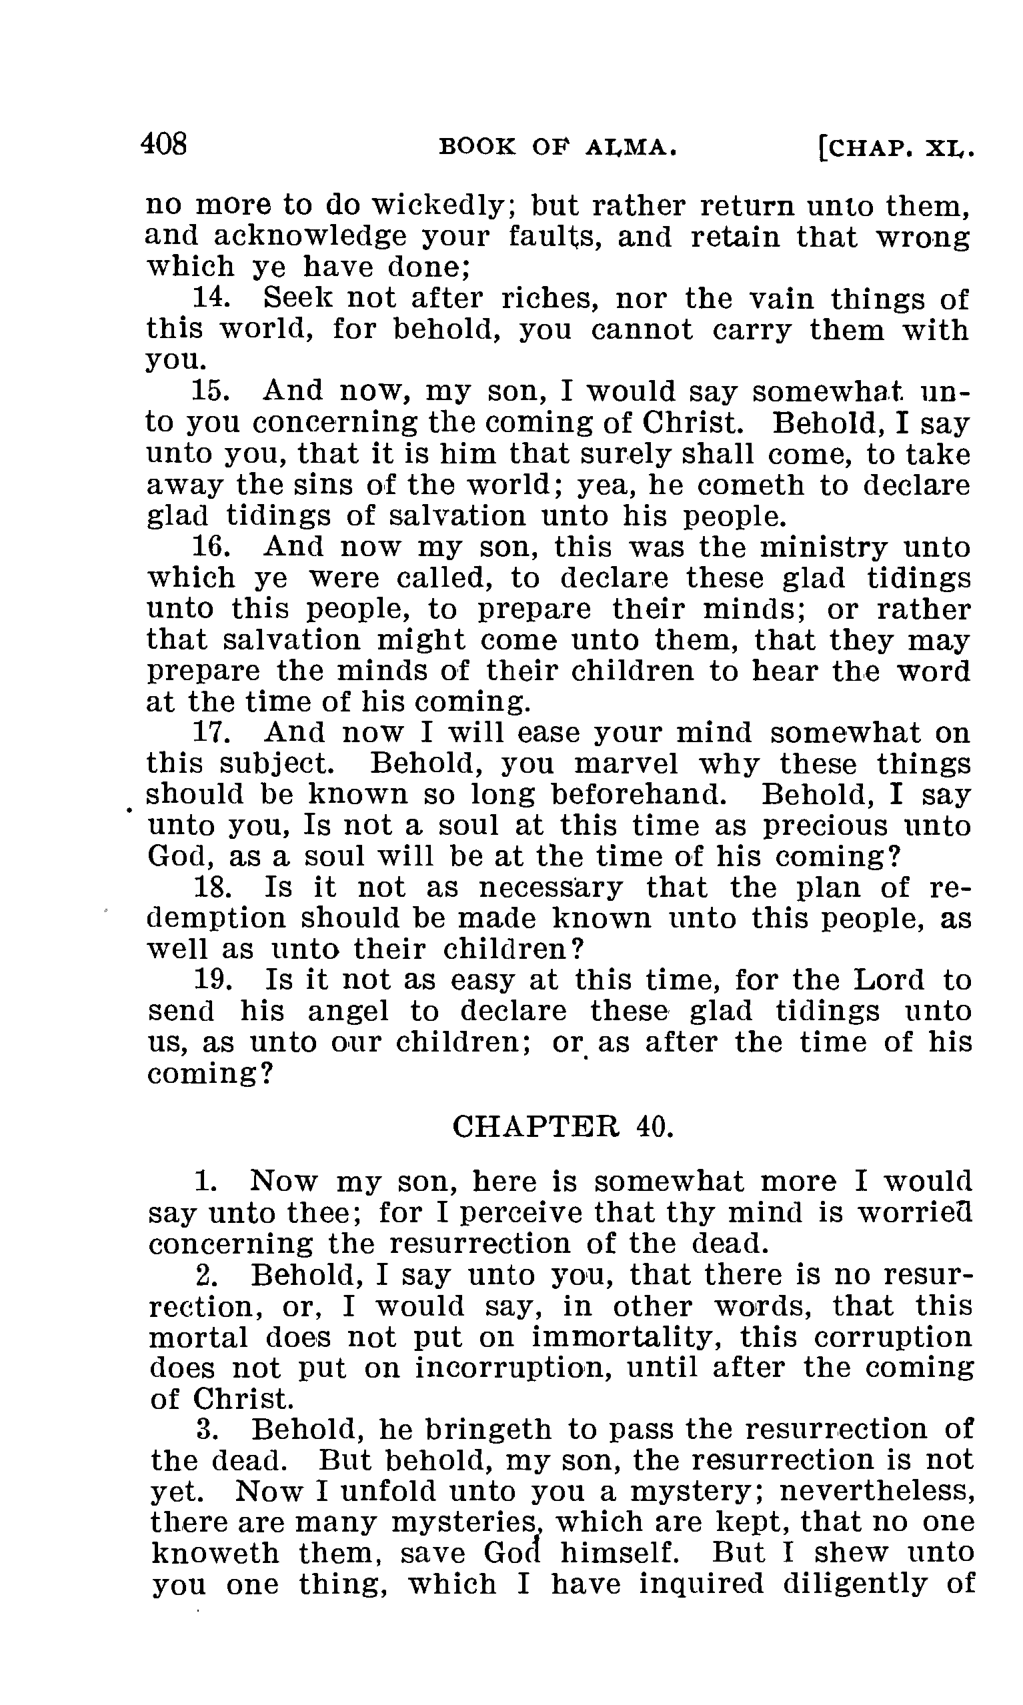 408 BOOK OF ALMA. [CHAP. XL.
no more to do wickedly; but rather return unto them,
and acknowledge your faults, and retain that wrong
which ye have done;
14. Seek not after riches, nor the vain things of
this world, for behold, you cannot carry them with
you.
15. And now, my son, I would say somewhat un-
to you concerning the coming of Christ. Behold, I say
unto you, that it is him that surely shall come, to take
away the sins of the world; yea, he cometh to declare
glad tidings of salvation unto his people.
16. And now my son, this was the ministry unto
which ye were called, to declare these glad tidings
unto this people, to prepare their minds; or rather
that salvation might come unto them, that they may
prepare the minds of their children to hear the word
at the time of his coming.
17. And now I will ease your mind somewhat on
this subject. Behold, you marvel why these things
should be known so long beforehand. Behold, I say
unto you, Is not a soul at this time as precious unto
God, as a soul will be at the time of his coming?
18. Is it not as necessary that the plan of re-
demption should be made known unto this people, as
well as unto their children?
19. Is it not as easy at this time, for the Lord to
send his angel to declare these glad tidings unto
us, as unto our children; or as after the time of his
coming?
CHAPTER 40.
1. Now my son, here is somewhat more I would
say unto thee; for I perceive that thy mind is worried
concerning the resurrection of the dead.
2. Behold, I say unto you, that there is no resur-
rection, or, I would say, in other words, that this
mortal does not put on immortality, this corruption
does not put on incorruption, until after the coming
of Christ.
3. Behold, he bringeth to pass the resurrection of
the dead. But behold, my son, the resurrection is not
yet. Now I unfold unto you a mystery; nevertheless,
there are many mysteries, which are kept, that no one
knoweth them, save God himself. But I shew unto
you one thing, which I have inquired diligently of